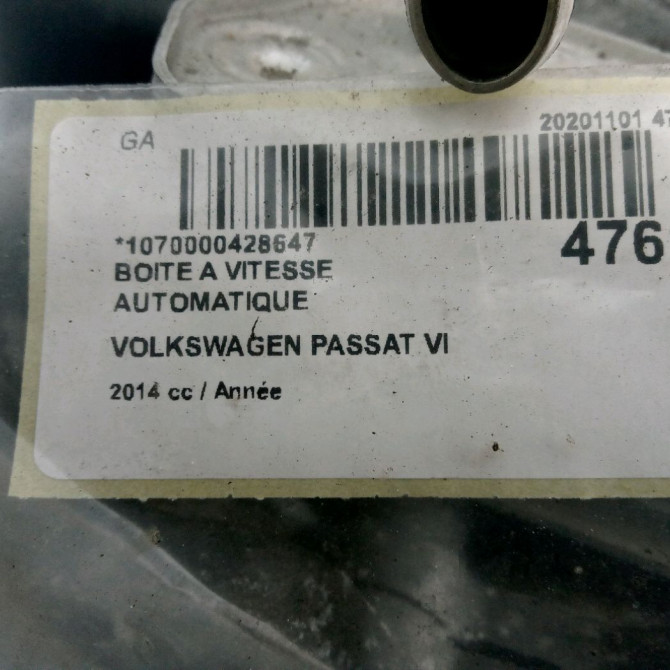 GA
20201101 47
*1070000428647
476
BOITE A VITESSE
AUTOMATIQUE
VOLKSWAGEN PASSAT VI
2014 cc / Année